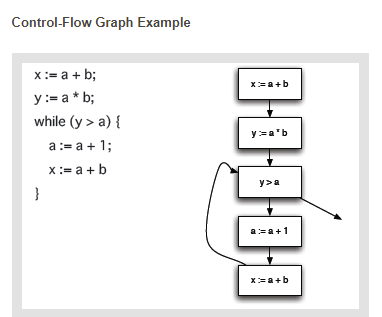 Control-Flow Graph Example
x := a + b;
y := a * b;
while (y > a) {
a := a + 1;
x := a + b
}
x := a + b
y := a * b
y > a
a := a + 1
x := a + b